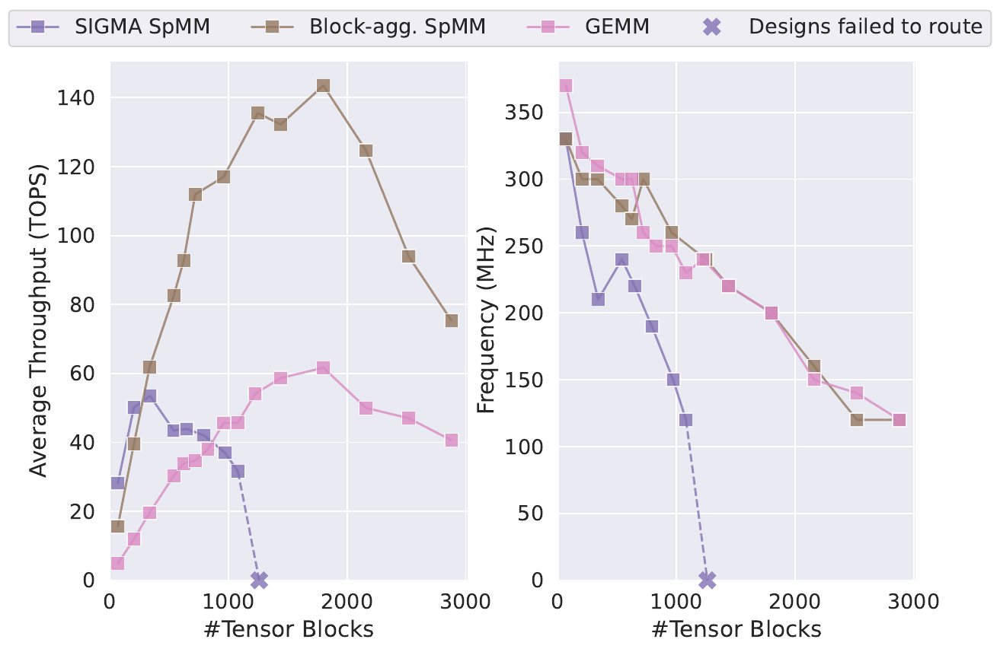 SIGMA SpMM Block-agg. SpMM GEMM Designs failed to route
Average Throughput (TOPS)
140
120
100
80
60
40
20
0
0 1000 2000 3000
#Tensor Blocks
Frequency (MHz)
350
300
250
200
150
100
50
0
0 1000 2000 3000
#Tensor Blocks